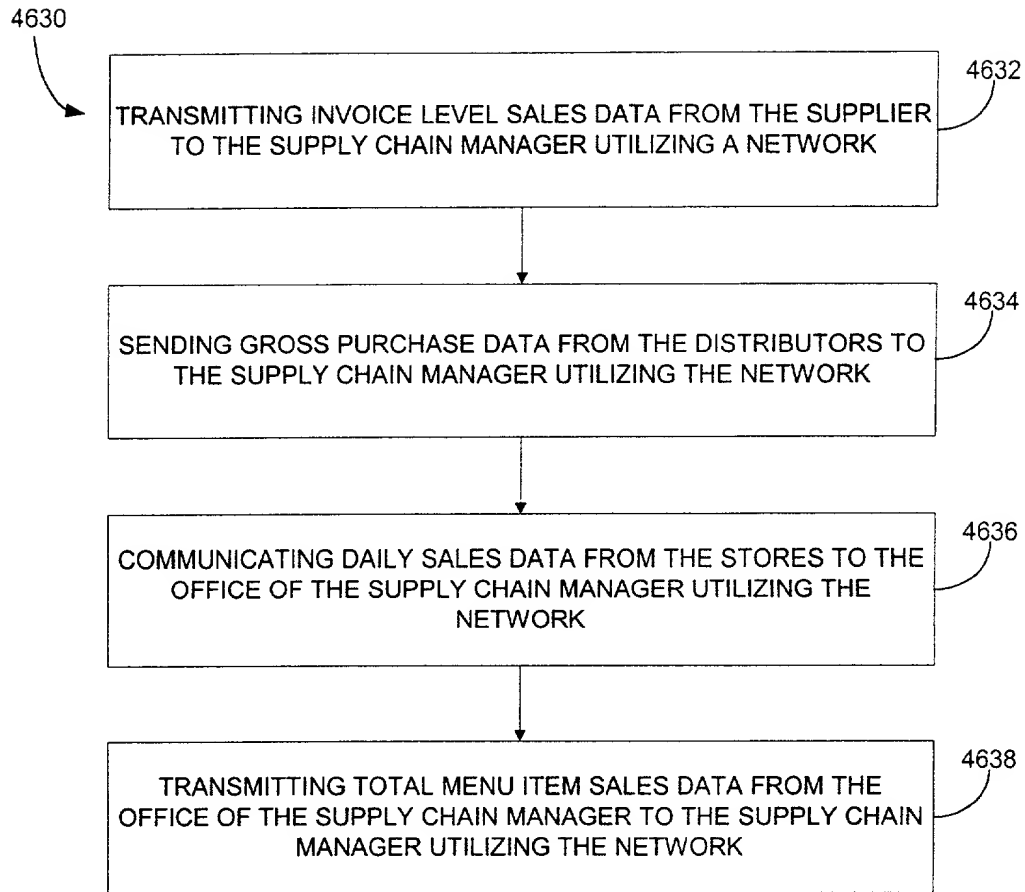 4630
4632
TRANSMITTING INVOICE LEVEL SALES DATA FROM THE SUPPLIER
TO THE SUPPLY CHAIN MANAGER UTILIZING A NETWORK
4634
SENDING GROSS PURCHASE DATA FROM THE DISTRIBUTORS TO
THE SUPPLY CHAIN MANAGER UTILIZING THE NETWORK
4636
COMMUNICATING DAILY SALES DATA FROM THE STORES TO THE
OFFICE OF THE SUPPLY CHAIN MANAGER UTILIZING THE
NETWORK
4638
TRANSMITTING TOTAL MENU ITEM SALES DATA FROM THE
OFFICE OF THE SUPPLY CHAIN MANAGER TO THE SUPPLY CHAIN
MANAGER UTILIZING THE NETWORK